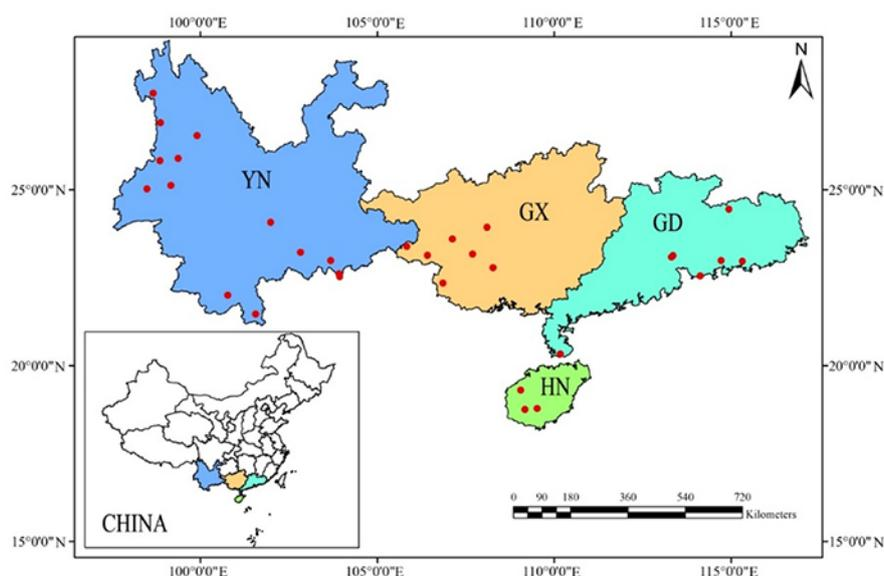 100°0'0"E 105°0'0"E 110°0'0"E 115°0'0"E
N
25°0'0"N 25°0'0"N
YN
GX
GD
20°0'0"N 20°0'0"N
HN
0 90 180 360 540 720
Kilometers
CHINA
15°0'0"N 15°0'0"N
100°0'0"E 105°0'0"E 110°0'0"E 115°0'0"E